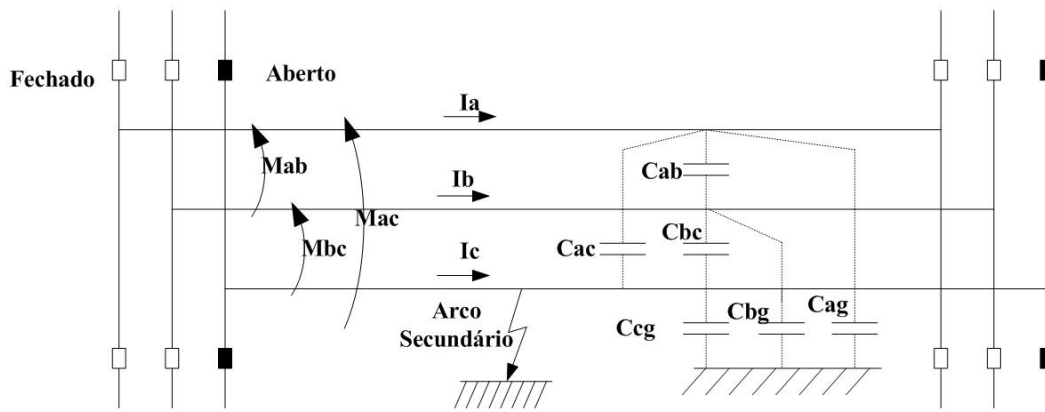 Fechado
Aberto
Ia
Mab
Cab
Ib
Mac
Mbc
Cac
Cbc
Ic
Arco
Secundário
Ccg
Cbg
Cag